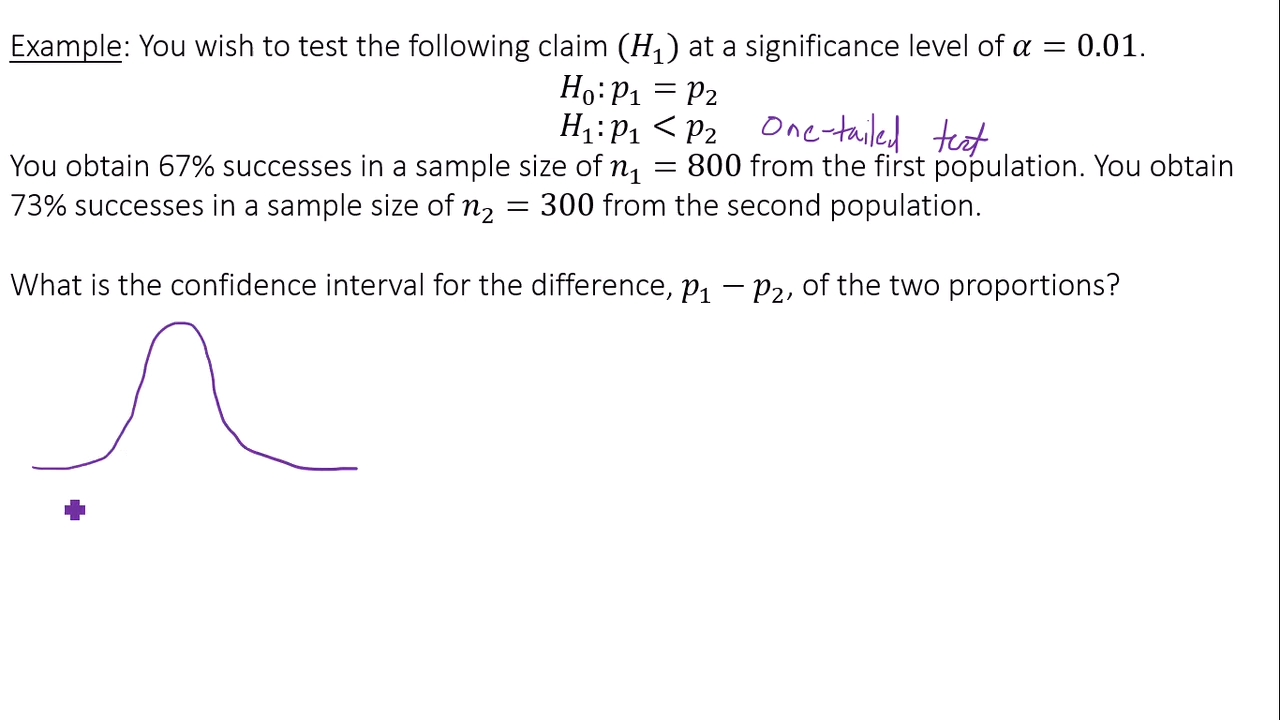 Example: You wish to test the following claim (H₁) at a significance level of α = 0.01.
H₀: p₁ = p₂
H₁: p₁ < p₂ One-tailed test
You obtain 67% successes in a sample size of n₁ = 800 from the first population. You obtain
73% successes in a sample size of n₂ = 300 from the second population.
What is the confidence interval for the difference, p₁ − p₂, of the two proportions?